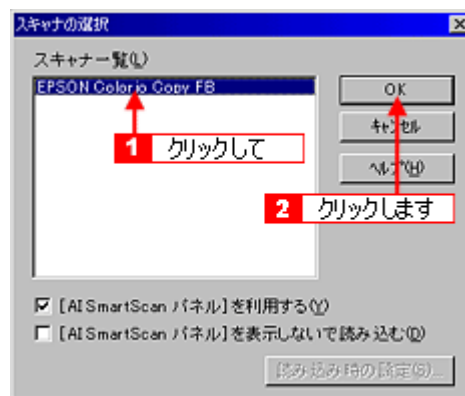 スキャナの選択
スキャナー覧(L)
EPSON Colorio Copy FB
OK
キャンセル
ヘルプ(H)
1 クリックして
2 クリックします
[AI SmartScan パネル]を利用する(Y)
[AI SmartScan パネル]を表示しないで読み込む(D)
読み込み時の設定(S)...